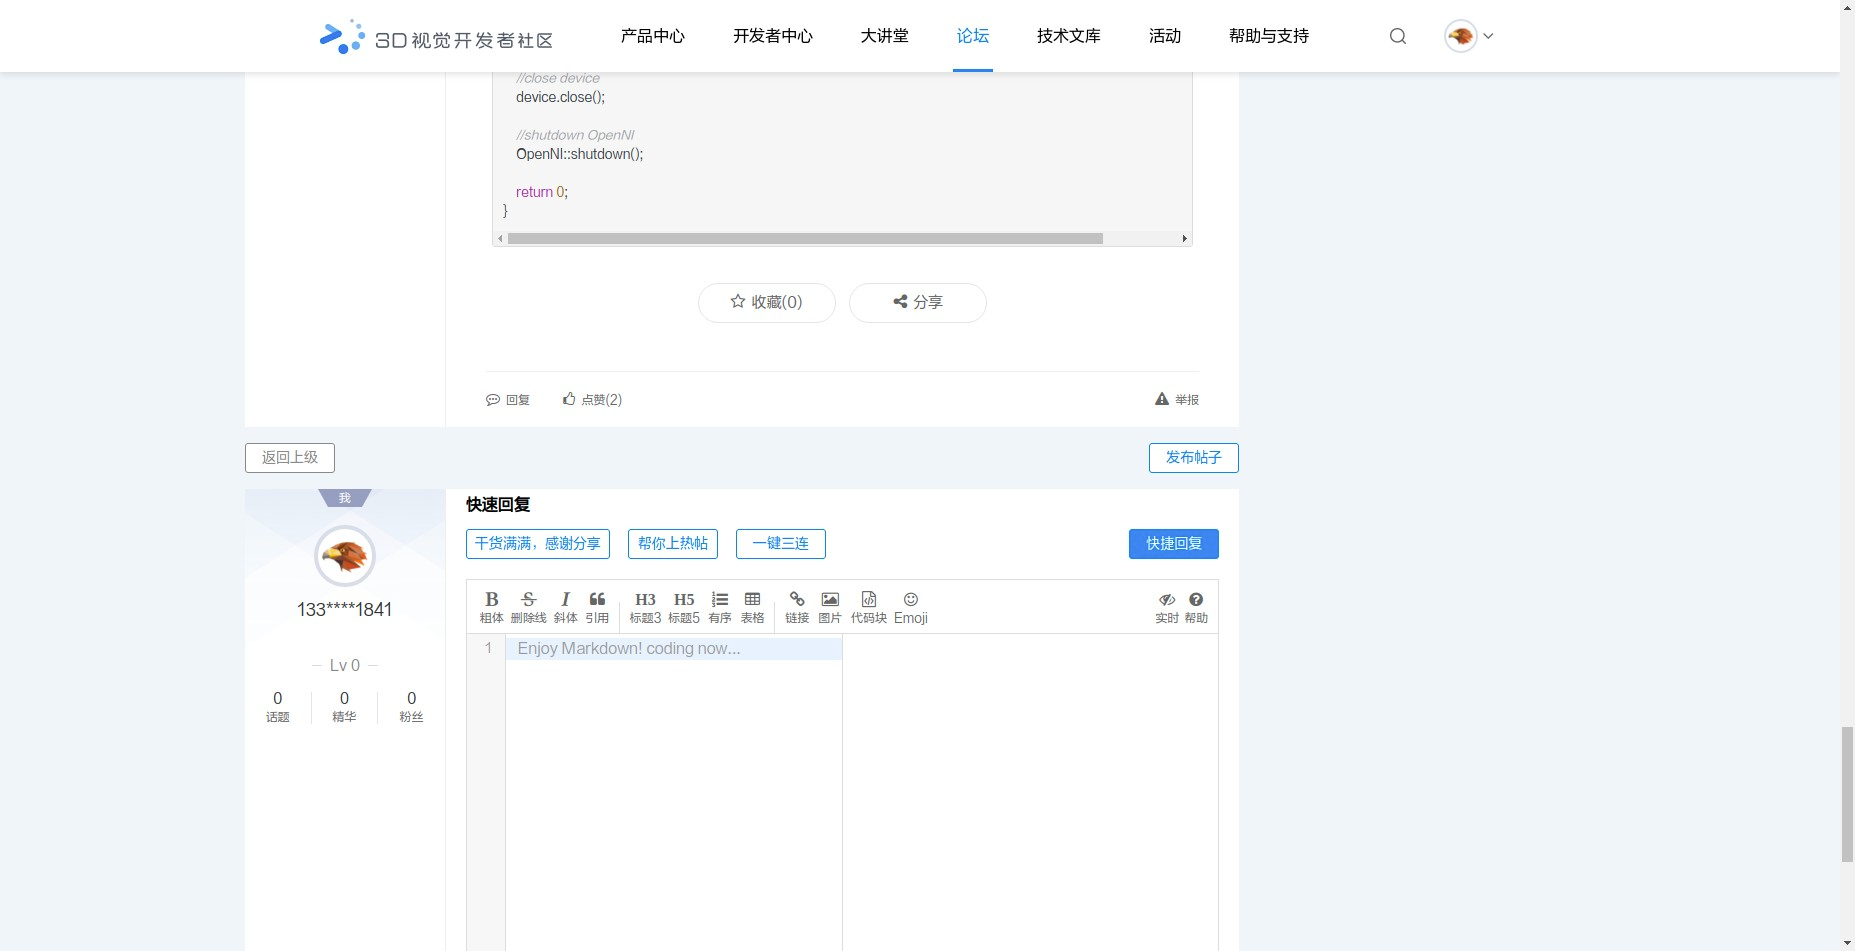 3D 视觉开发者社区
产品中心 开发者中心 大讲堂 论坛 技术文库 活动 帮助与支持
//close device
device.close();
//shutdown OpenNI
OpenNI::shutdown();
return 0;
}
收藏(0) 分享
回复 点赞(2) 举报
返回上级 发布帖子
我
133****1841
Lv 0
0 0 0
话题 精华 粉丝
快速回复
干货满满，感谢分享 帮你上热帖 一键三连 快捷回复
B S I H3 H5
粗体 删除线 斜体 引用 标题3 标题5 有序 表格 链接 图片 代码块 Emoji 实时 帮助
1 Enjoy Markdown! coding now...